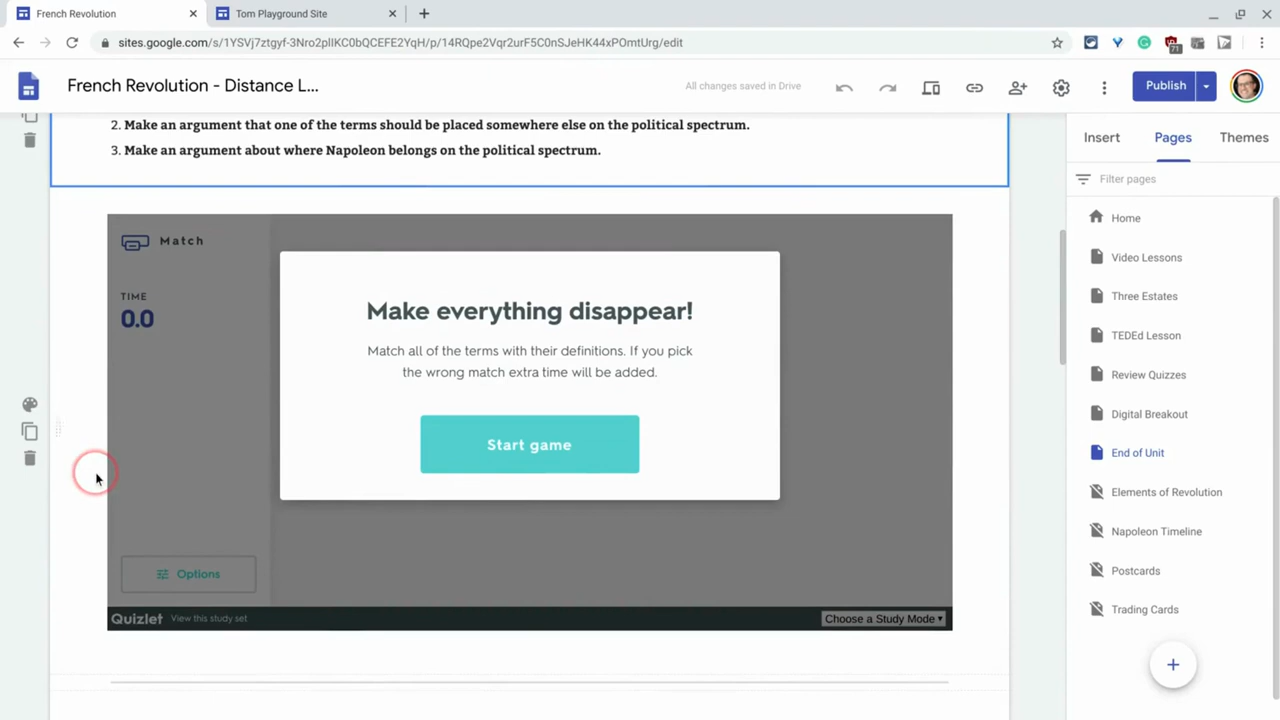 French Revolution
Tom Playground Site
sites.google.com/s/1YSVj7ztgyf-3Nro2plIKC0bQCEFE2YqH/p/14RQpe2Vqr2urF5C0nSJeHK44xPOmtUrg/edit
71
French Revolution - Distance L...
All changes saved in Drive
Publish
2. Make an argument that one of the terms should be placed somewhere else on the political spectrum.
3. Make an argument about where Napoleon belongs on the political spectrum.
Insert
Pages
Themes
Filter pages
Home
Video Lessons
Three Estates
TEDEd Lesson
Review Quizzes
Digital Breakout
End of Unit
Elements of Revolution
Napoleon Timeline
Postcards
Trading Cards
Match
TIME
0.0
Make everything disappear!
Match all of the terms with their definitions. If you pick
the wrong match extra time will be added.
Start game
Options
Quizlet
View this study set
Choose a Study Mode